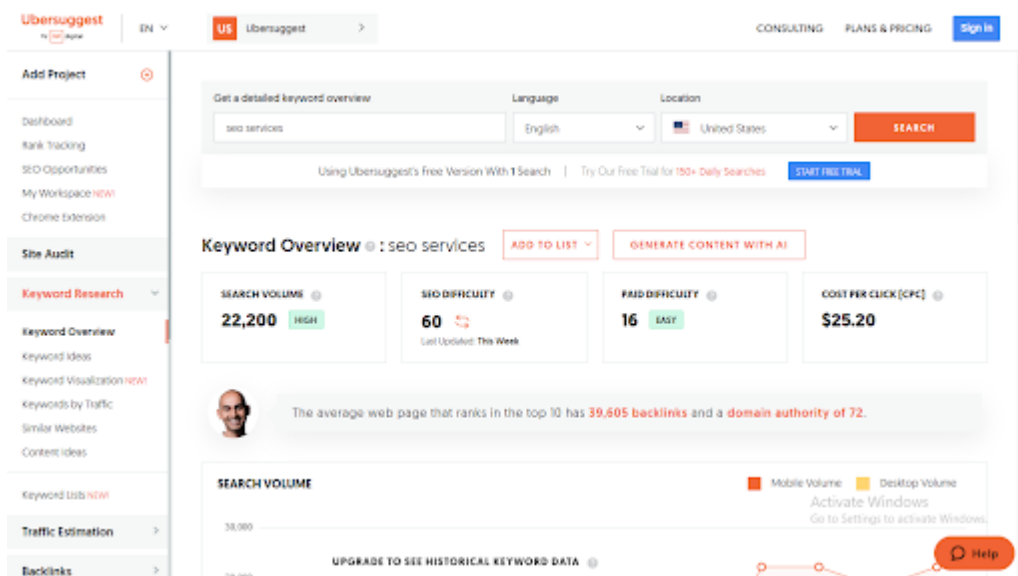 Ubersuggest
by NP digital
EN
US Ubersuggest
CONSULTING
PLANS & PRICING
Sign in
Add Project
Dashboard
Rank Tracking
SEO Opportunities
My Workspace NEW!
Chrome Extension
Site Audit
Keyword Research
Keyword Overview
Keyword Ideas
Keyword Visualization NEW!
Keywords by Traffic
Similar Websites
Content Ideas
Keyword Lists NEW!
Traffic Estimation
Backlinks
Get a detailed keyword overview
Language
Location
seo services
English
United States
SEARCH
Using Ubersuggest's Free Version With 1 Search | Try Our Free Trial for 150+ Daily Searches
START FREE TRIAL
Keyword Overview : seo services
ADD TO LIST
GENERATE CONTENT WITH AI
SEARCH VOLUME
22,200 HIGH
SEO DIFFICULTY
60
Last Updated: This Week
PAID DIFFICULTY
16 EASY
COST PER CLICK [CPC]
$25.20
The average web page that ranks in the top 10 has 39,605 backlinks and a domain authority of 72.
SEARCH VOLUME
Mobile Volume
Desktop Volume
Activate Windows
Go to Settings to activate Windows.
30,000
UPGRADE TO SEE HISTORICAL KEYWORD DATA
Help